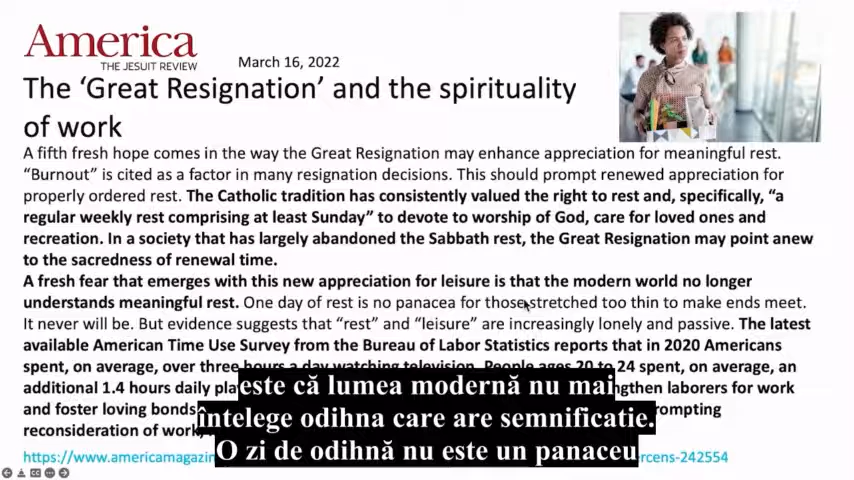 America
THE JESUIT REVIEW
March 16, 2022
The ‘Great Resignation’ and the spirituality
of work
A fifth fresh hope comes in the way the Great Resignation may enhance appreciation for meaningful rest.
“Burnout” is cited as a factor in many resignation decisions. This should prompt renewed appreciation for
properly ordered rest. The Catholic tradition has consistently valued the right to rest and, specifically, “a
regular weekly rest comprising at least Sunday” to devote to worship of God, care for loved ones and
recreation. In a society that has largely abandoned the Sabbath rest, the Great Resignation may point anew
to the sacredness of renewal time.
A fresh fear that emerges with this new appreciation for leisure is that the modern world no longer
understands meaningful rest. One day of rest is no panacea for those stretched too thin to make ends meet.
It never will be. But evidence suggests that “rest” and “leisure” are increasingly lonely and passive. The latest
available American Time Use Survey from the Bureau of Labor Statistics reports that in 2020 Americans
spent, on average, over three hours a day watching television. People ages 20 to 24 spent, on average, an
additional 1.4 hours daily gthen laborers for work
and foster loving bonds rompting
reconsideration of work
https://www.americamagaz rcens-242554
este că lumea modernă nu mai
întelege odihna care are semnificatie.
O zi de odihnă nu este un panaceu